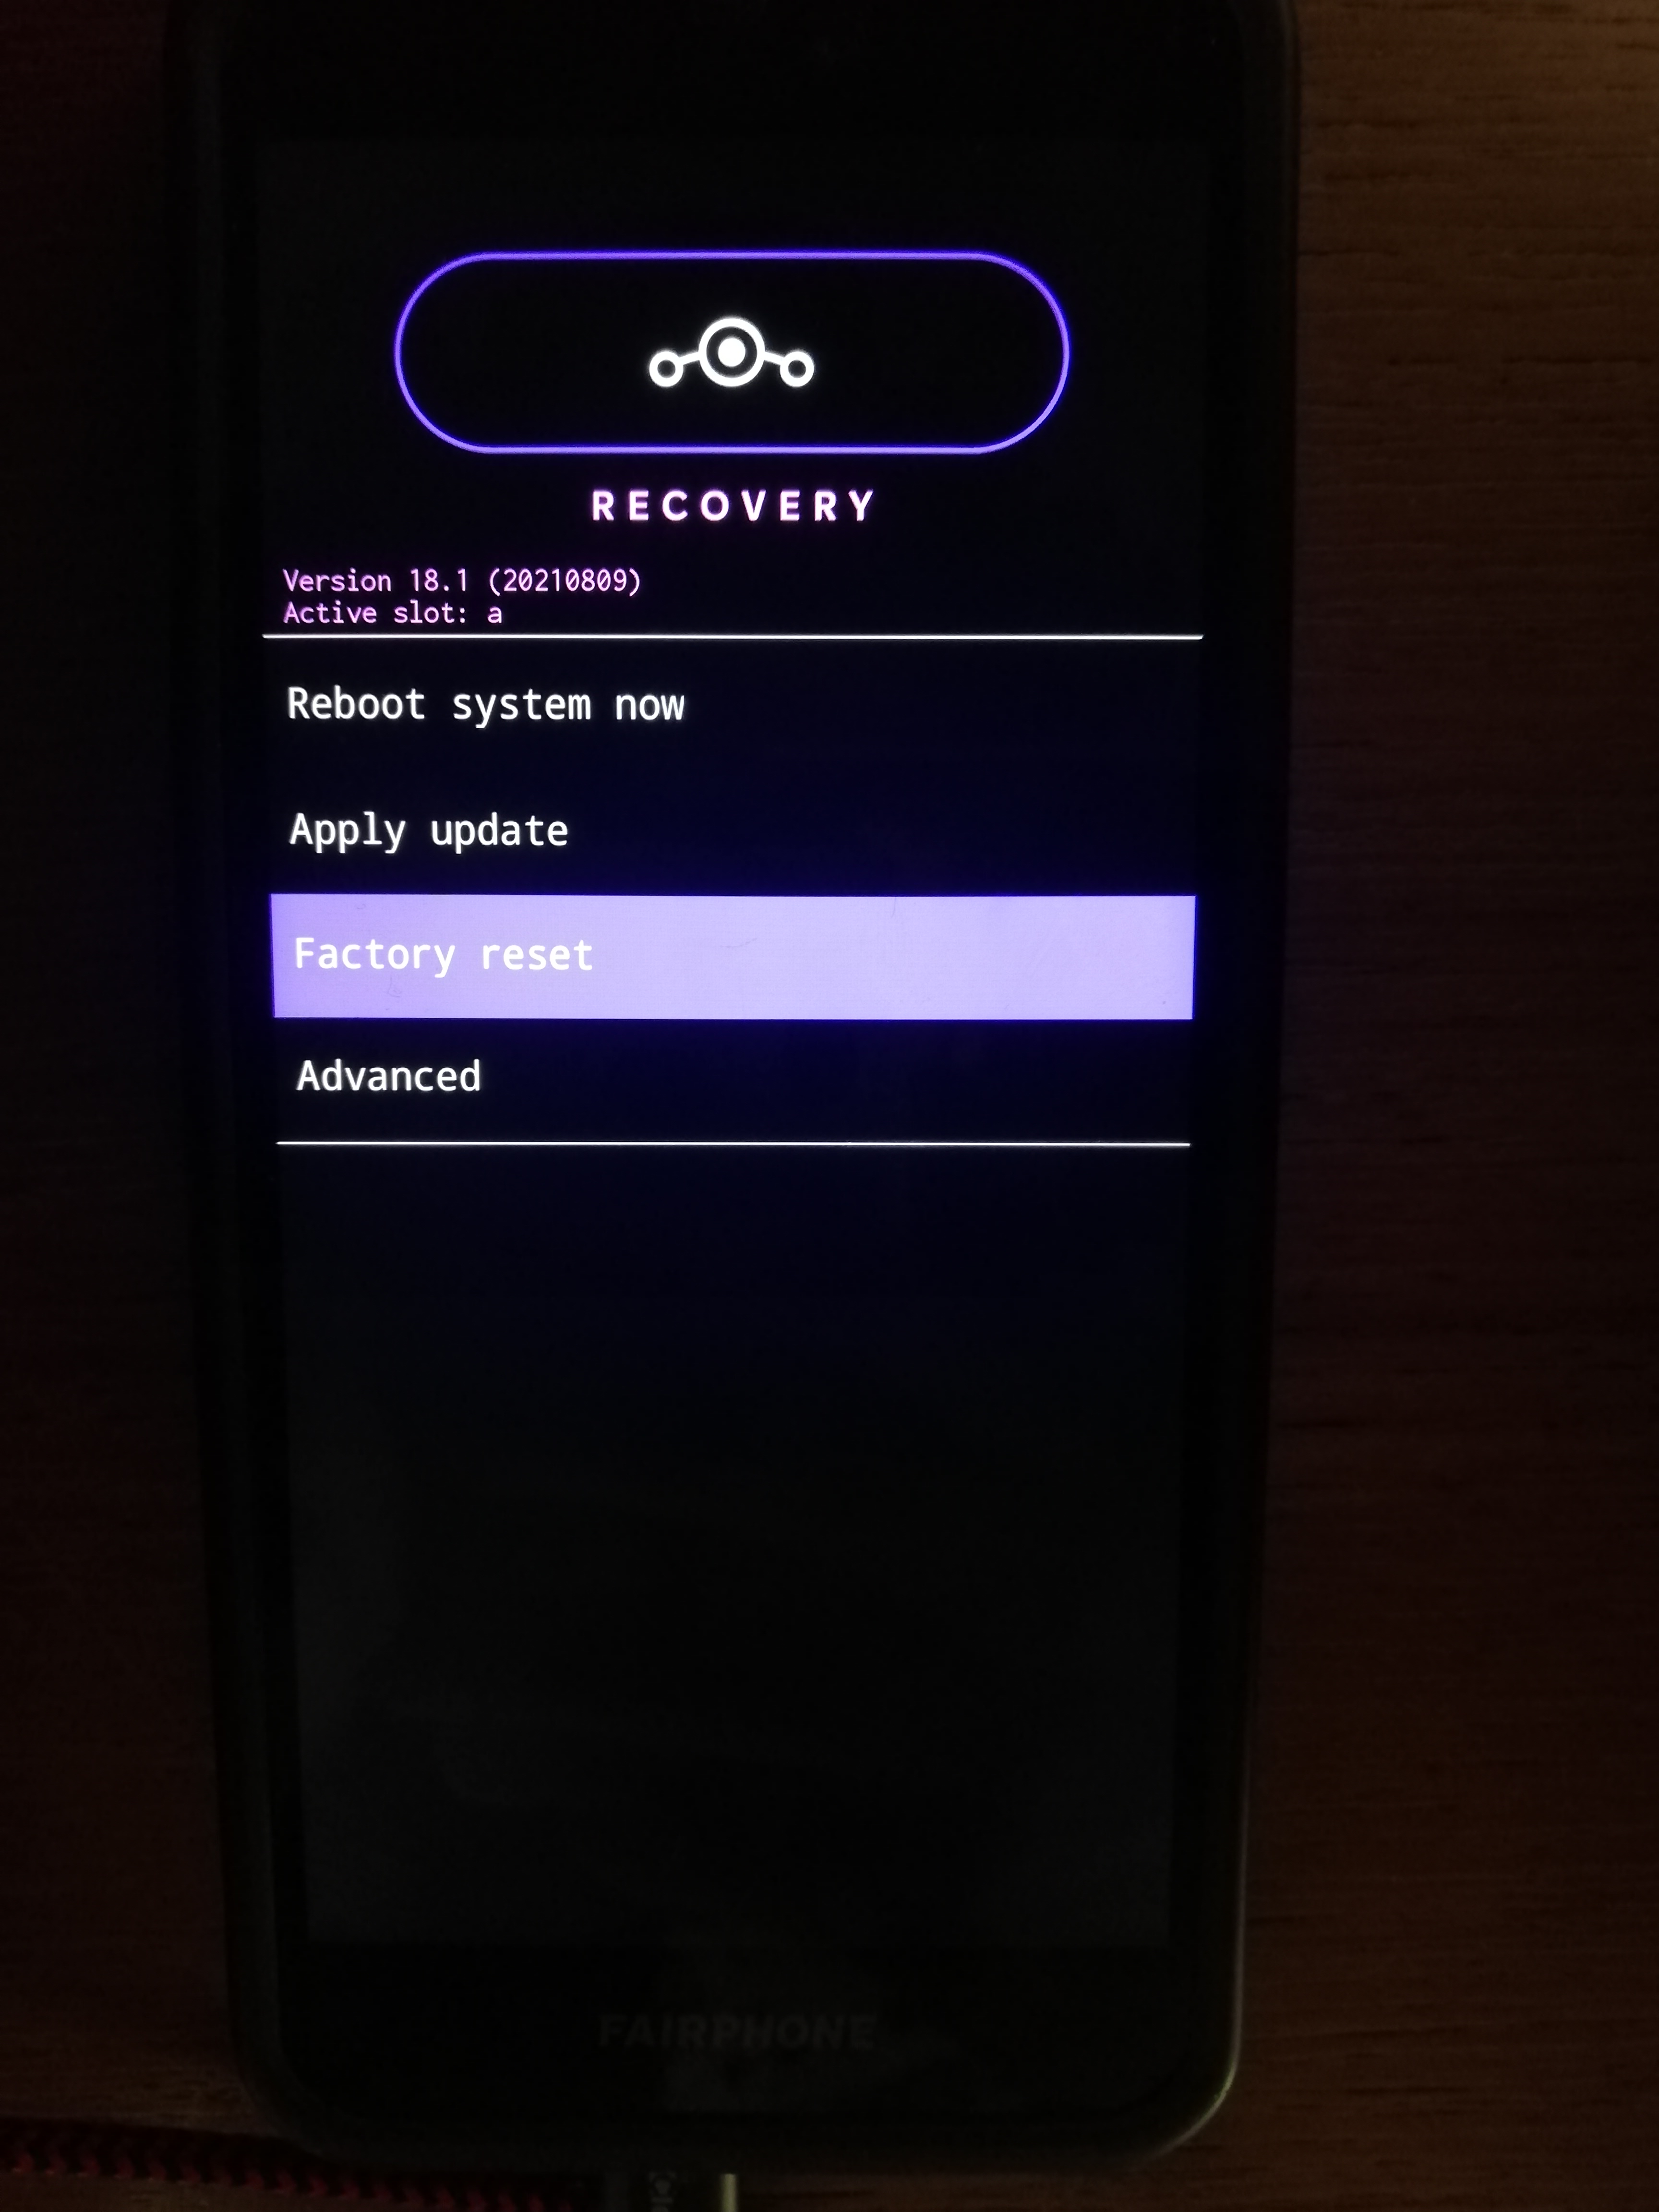 RECOVERY
Version 18.1 (20210809)
Active slot: a
Reboot system now
Apply update
Factory reset
Advanced
FAIRPHONE